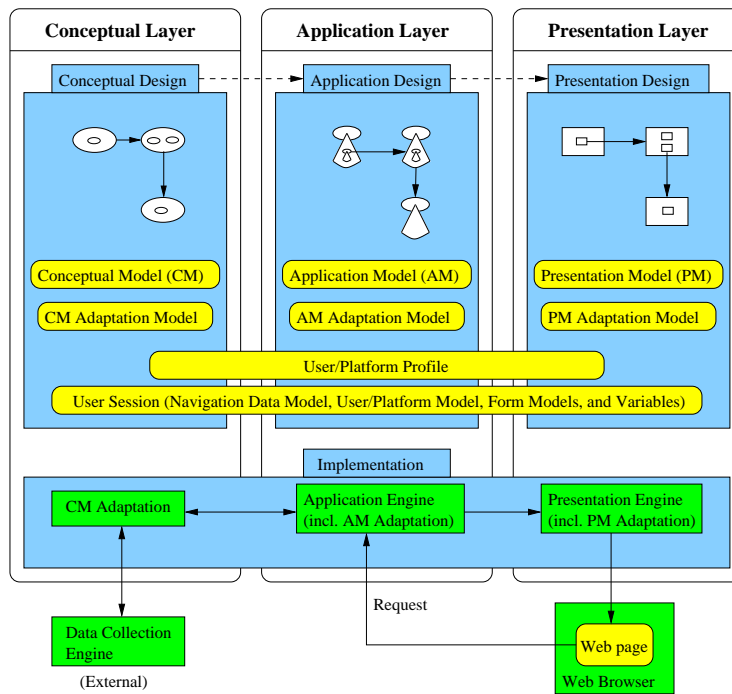 Conceptual Layer
Application Layer
Presentation Layer
Conceptual Design
Application Design
Presentation Design
Conceptual Model (CM)
Application Model (AM)
Presentation Model (PM)
CM Adaptation Model
AM Adaptation Model
PM Adaptation Model
User/Platform Profile
User Session (Navigation Data Model, User/Platform Model, Form Models, and Variables)
Implementation
CM Adaptation
Application Engine
(incl. AM Adaptation)
Presentation Engine
(incl. PM Adaptation)
Request
Data Collection
Engine
(External)
Web page
Web Browser